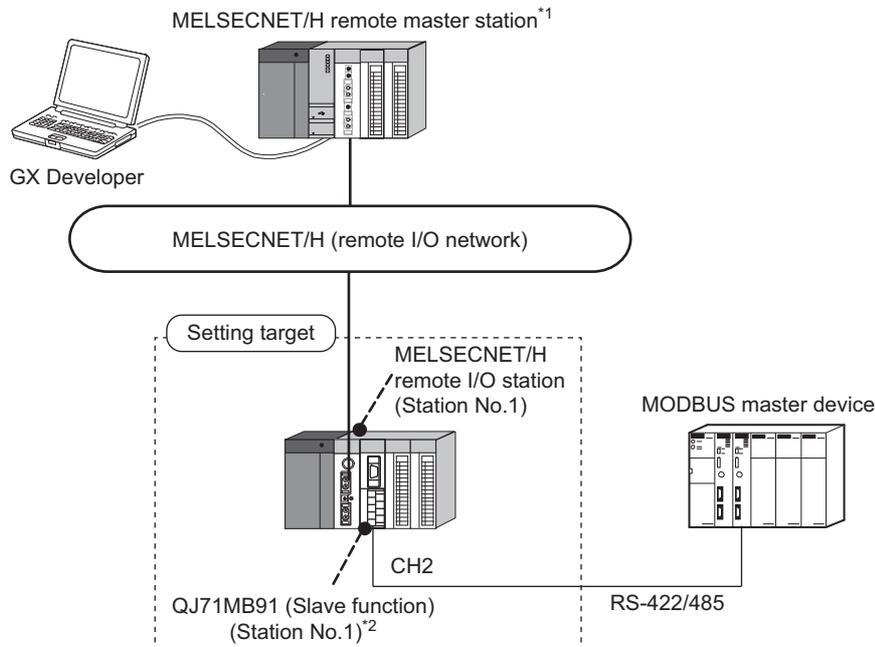 MELSECNET/H remote master station*1
GX Developer
MELSECNET/H (remote I/O network)
Setting target
MELSECNET/H
remote I/O station
(Station No.1)
MODBUS master device
CH2
QJ71MB91 (Slave function)
(Station No.1)*2
RS-422/485